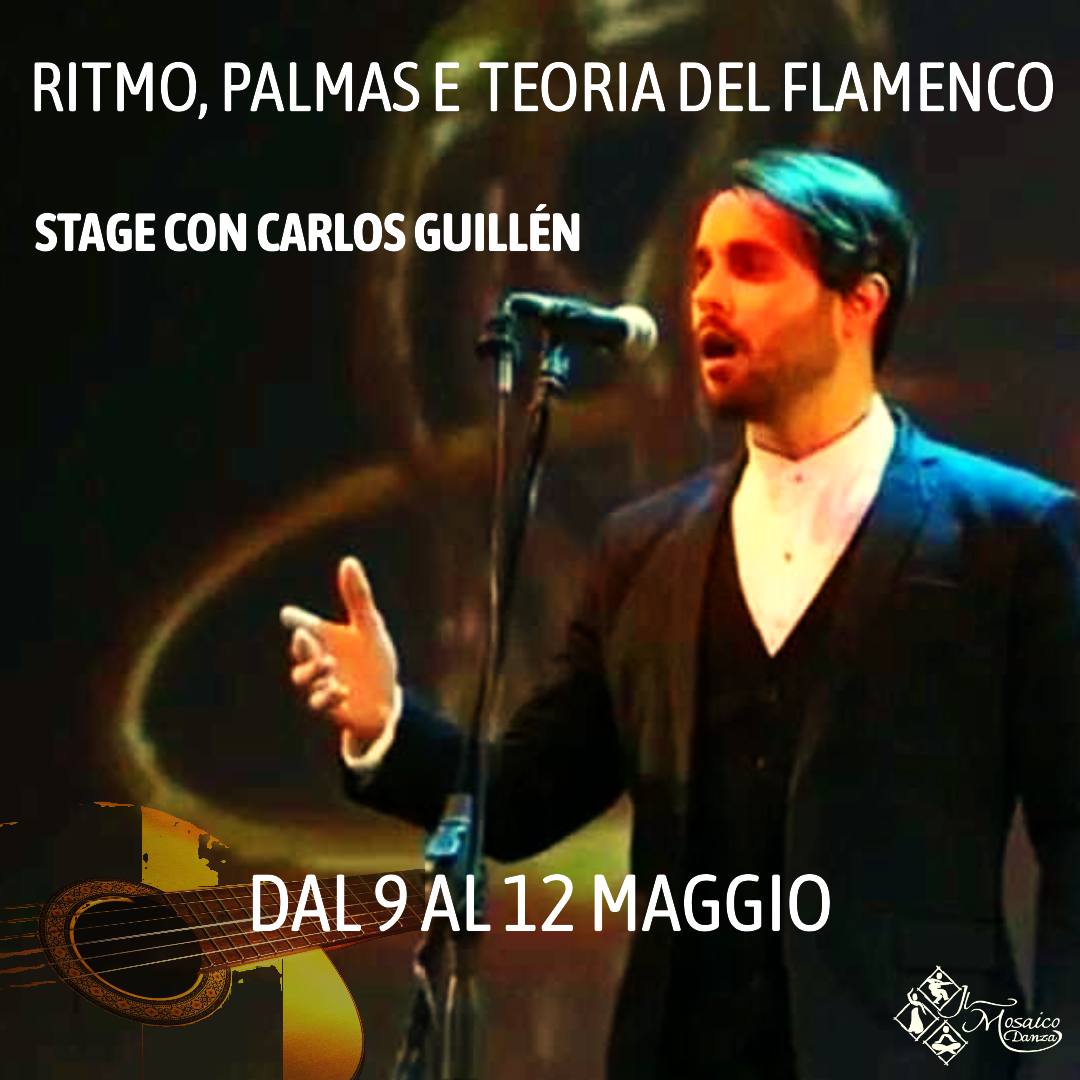 RITMO, PALMAS E TEORIA DEL FLAMENCO
STAGE CON CARLOS GUILLÉN
DAL 9 AL 12 MAGGIO
Il
Mosaico
Danza